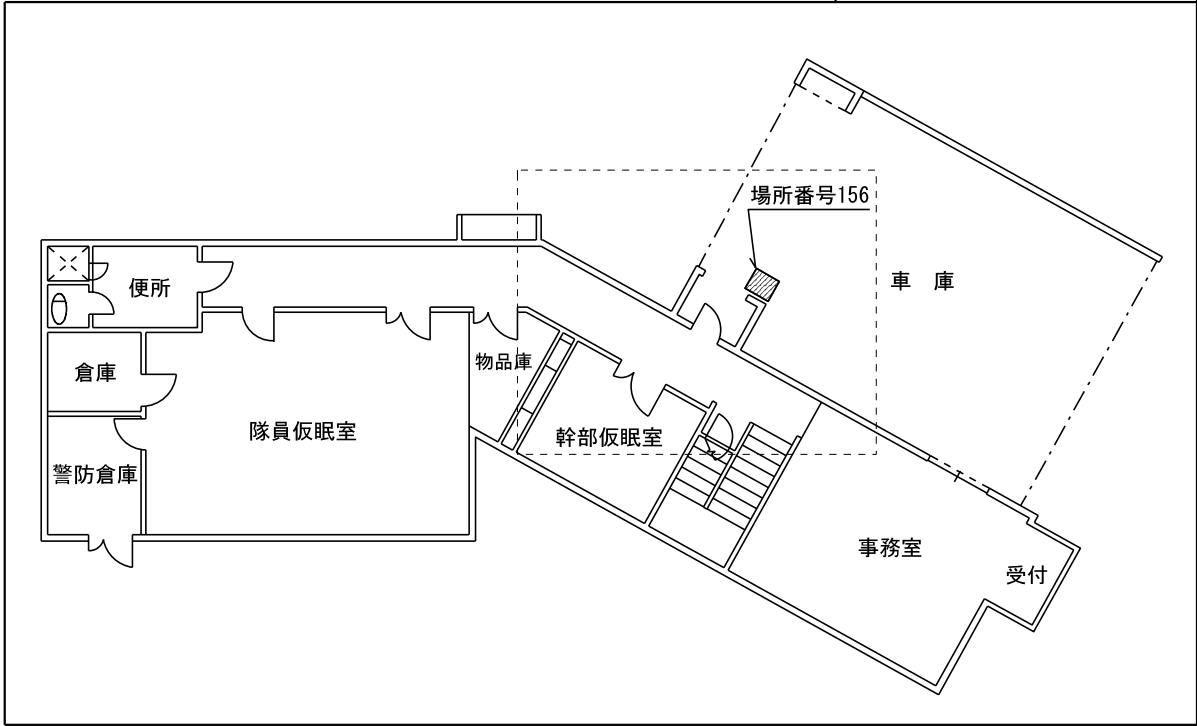 場所番号156
車 庫
便所
倉庫
物品庫
隊員仮眠室
幹部仮眠室
警防倉庫
事務室
受付